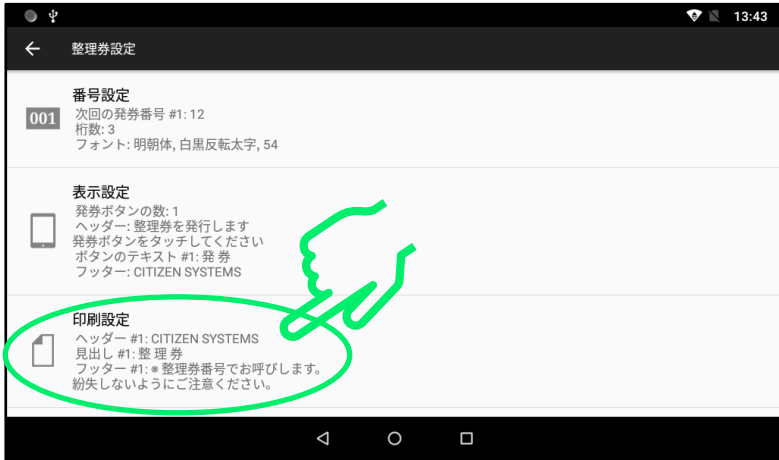 13:43
整理券設定
番号設定
001
次回の発券番号 #1: 12
桁数: 3
フォント: 明朝体, 白黒反転太字, 54
表示設定
発券ボタンの数: 1
ヘッダー: 整理券を発行します
発券ボタンをタッチしてください
ボタンのテキスト #1: 発 券
フッター: CITIZEN SYSTEMS
印刷設定
ヘッダー #1: CITIZEN SYSTEMS
見出し #1: 整 理 券
フッター #1: ※ 整理券番号でお呼びします。
紛失しないようにご注意ください。